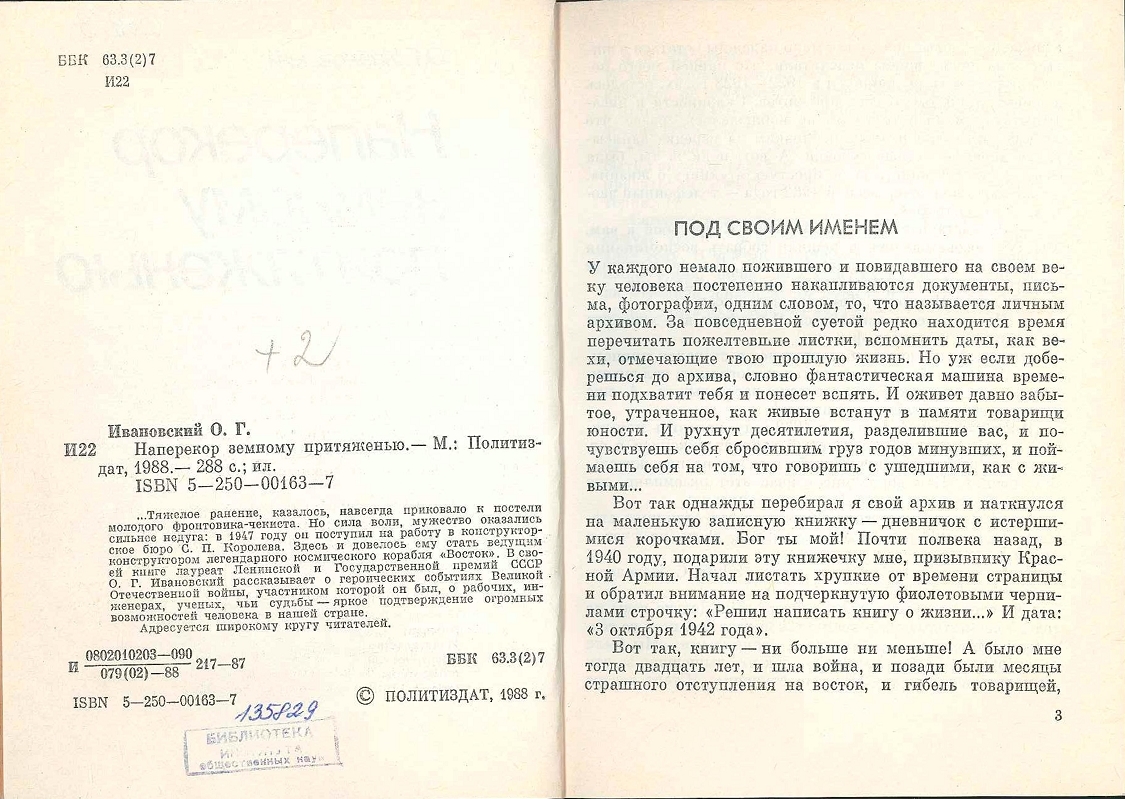 ББК 63.3(2)7
И22
+2
Ивановский О. Г.
И22 Наперекор земному притяженью.— М.: Политиз-
дат, 1988.— 288 с.; ил.
ISBN 5—250—00163—7
...Тяжелое ранение, казалось, навсегда приковало к постели
молодого фронтовика-чекиста. Но сила воли, мужество оказались
сильнее недуга: в 1947 году он поступил на работу в конструктор-
ское бюро С. П. Королева. Здесь и довелось ему стать ведущим
конструктором легендарного космического корабля «Восток». В сво-
ей книге лауреат Ленинской и Государственной премий СССР
О. Г. Ивановский рассказывает о героических событиях Великой
Отечественной войны, участником которой он был, о рабочих, ин-
женерах, ученых, чьи судьбы — яркое подтверждение огромных
возможностей человека в нашей стране.
Адресуется широкому кругу читателей.
И 0802010203—090 217—87
079(02)—88
ББК 63.3(2)7
ISBN 5—250—00163—7
© ПОЛИТИЗДАТ, 1988 г.
135829
БИБЛИОТЕКА
общественных наук
ПОД СВОИМ ИМЕНЕМ
У каждого немало пожившего и повидавшего на своем ве-
ку человека постепенно накапливаются документы, пись-
ма, фотографии, одним словом, то, что называется личным
архивом. За повседневной суетой редко находится время
перечитать пожелтевшие листки, вспомнить даты, как ве-
хи, отмечающие твою прошлую жизнь. Но уж если добе-
решься до архива, словно фантастическая машина време-
ни подхватит тебя и понесет вспять. И оживет давно забы-
тое, утраченное, как живые встанут в памяти товарищи
юности. И рухнут десятилетия, разделившие вас, и по-
чувствуешь себя сбросившим груз годов минувших, и пой-
маешь себя на том, что говоришь с ушедшими, как с жи-
выми...
Вот так однажды перебирал я свой архив и наткнулся
на маленькую записную книжку — дневничок с истерши-
мися корочками. Бог ты мой! Почти полвека назад, в
1940 году, подарили эту книжечку мне, призывнику Крас-
ной Армии. Начал листать хрупкие от времени страницы
и обратил внимание на подчеркнутую фиолетовыми черни-
лами строчку: «Решил написать книгу о жизни...» И дата:
«3 октября 1942 года».
Вот так, книгу — ни больше ни меньше! А было мне
тогда двадцать лет, и шла война, и позади были месяцы
страшного отступления на восток, и гибель товарищей,
3